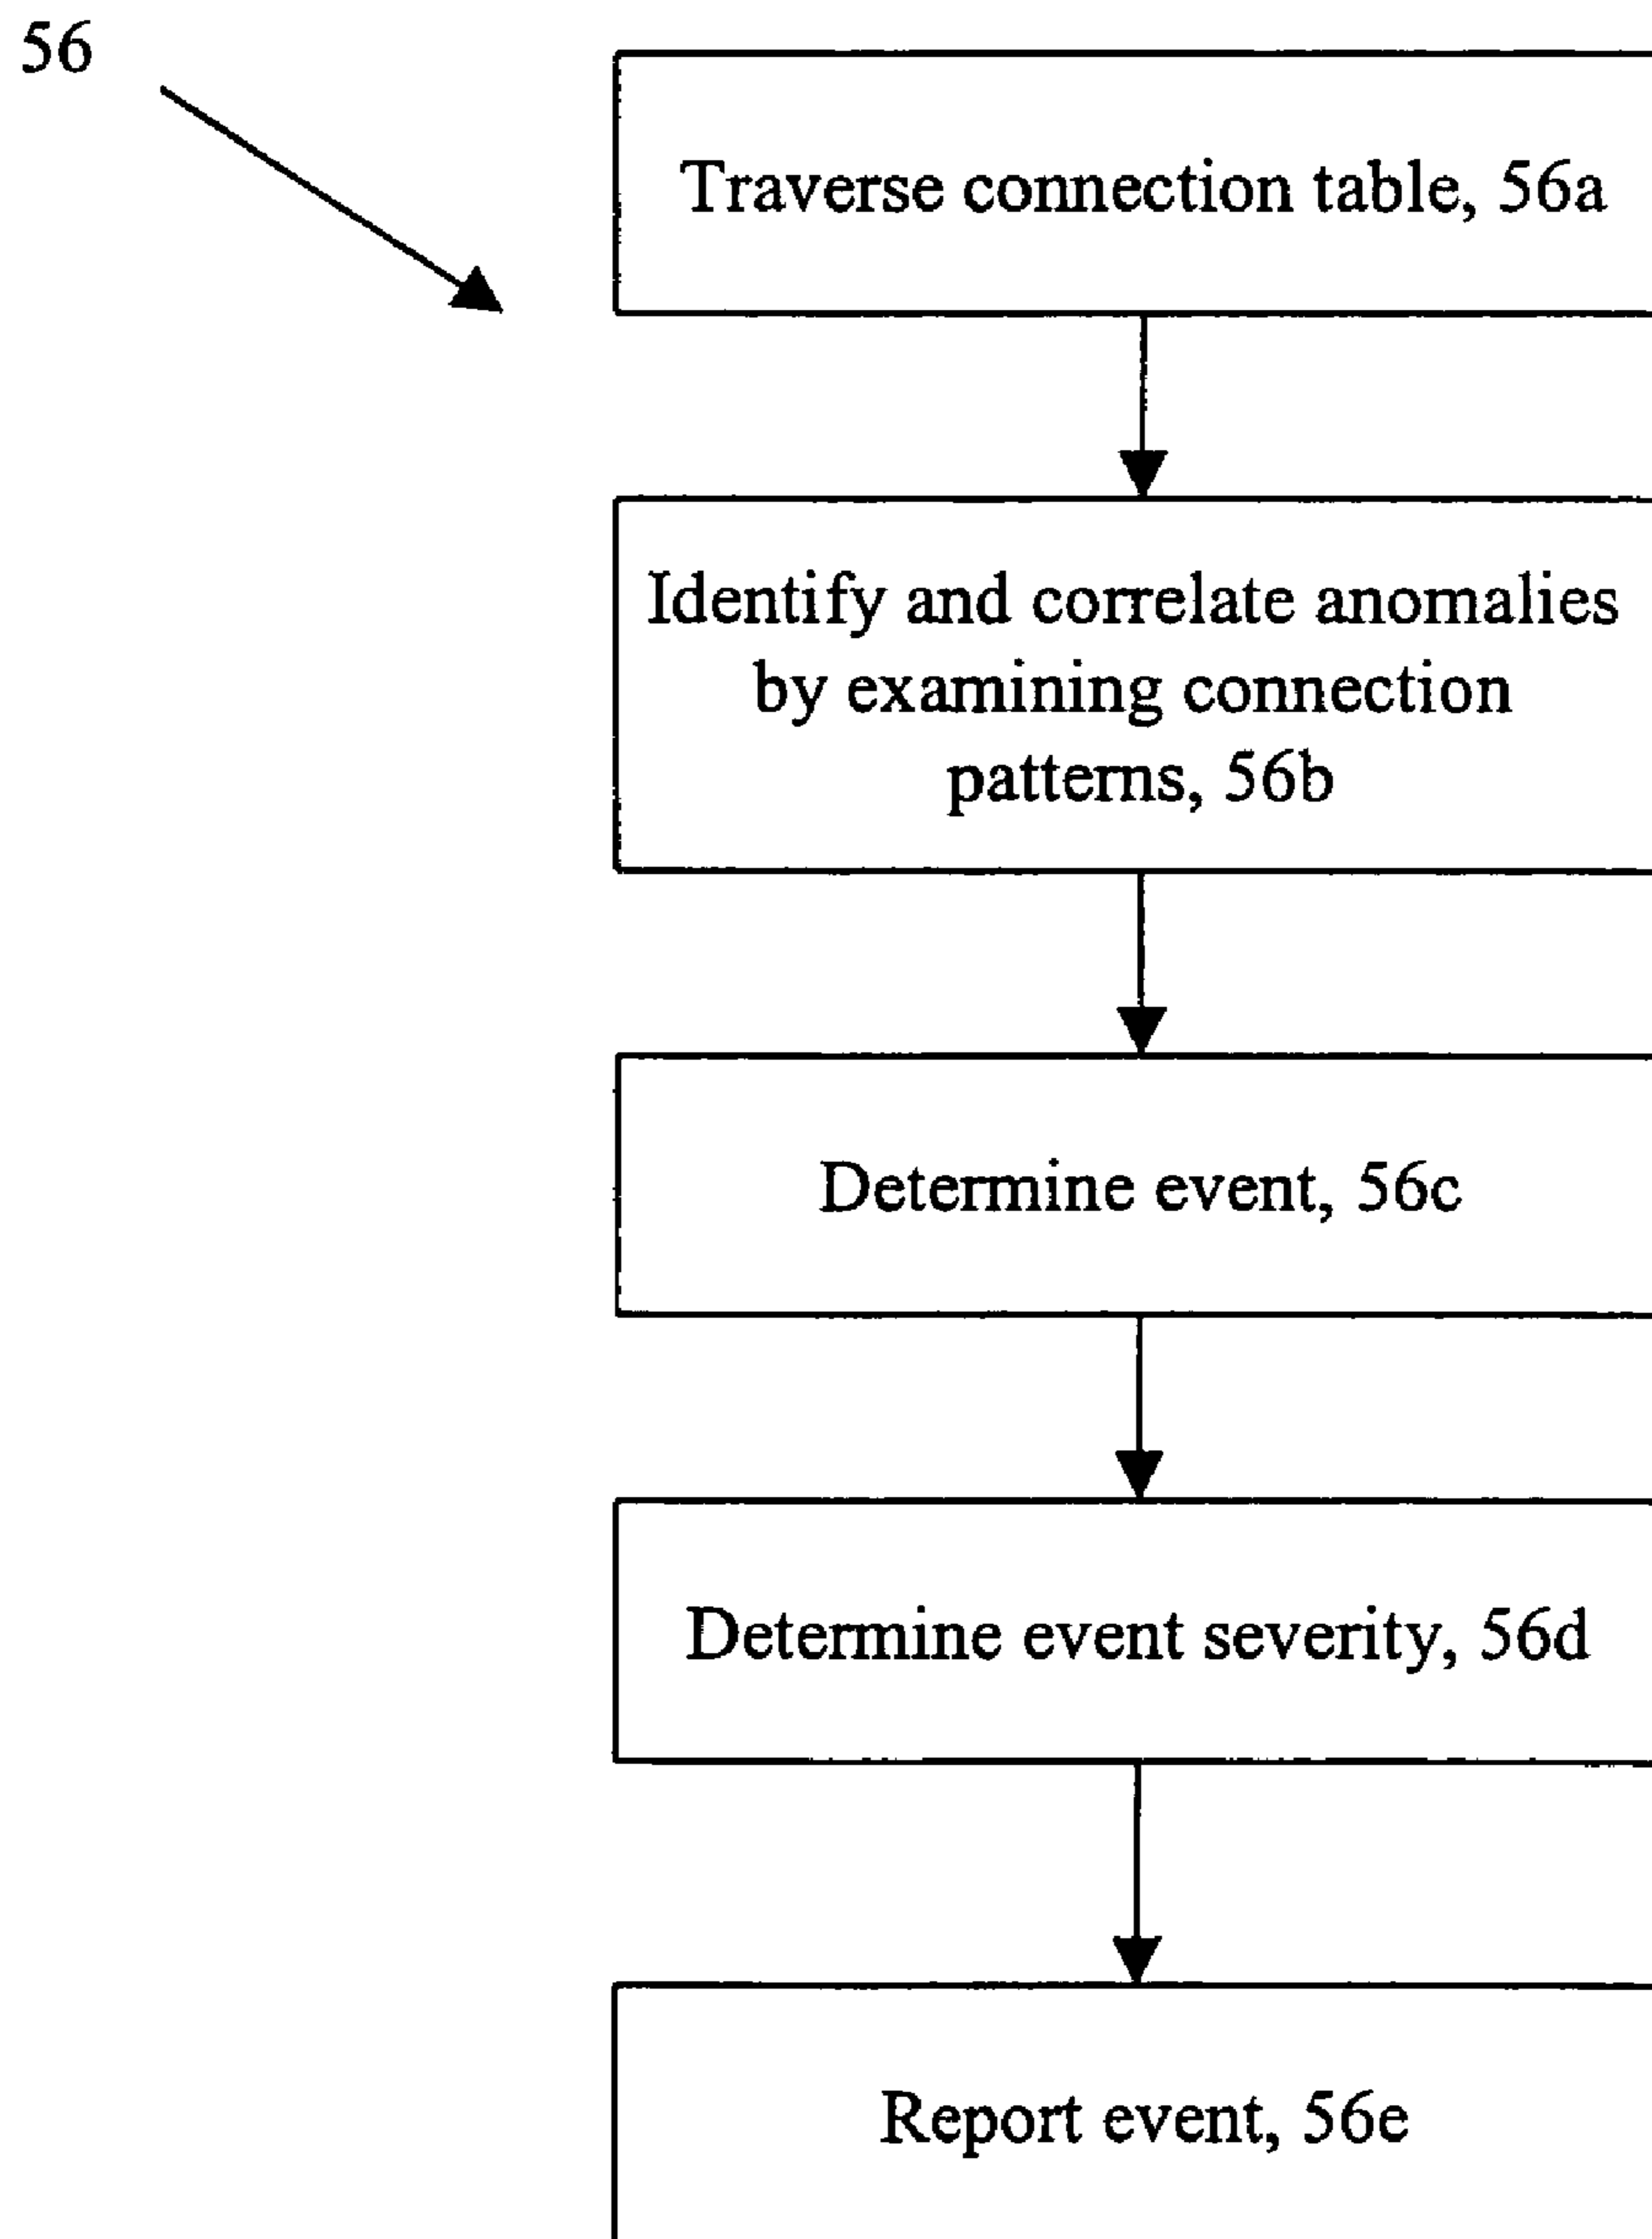 56
Traverse connection table, 56a
Identify and correlate anomalies
by examining connection
patterns, 56b
Determine event, 56c
Determine event severity, 56d
Report event, 56e